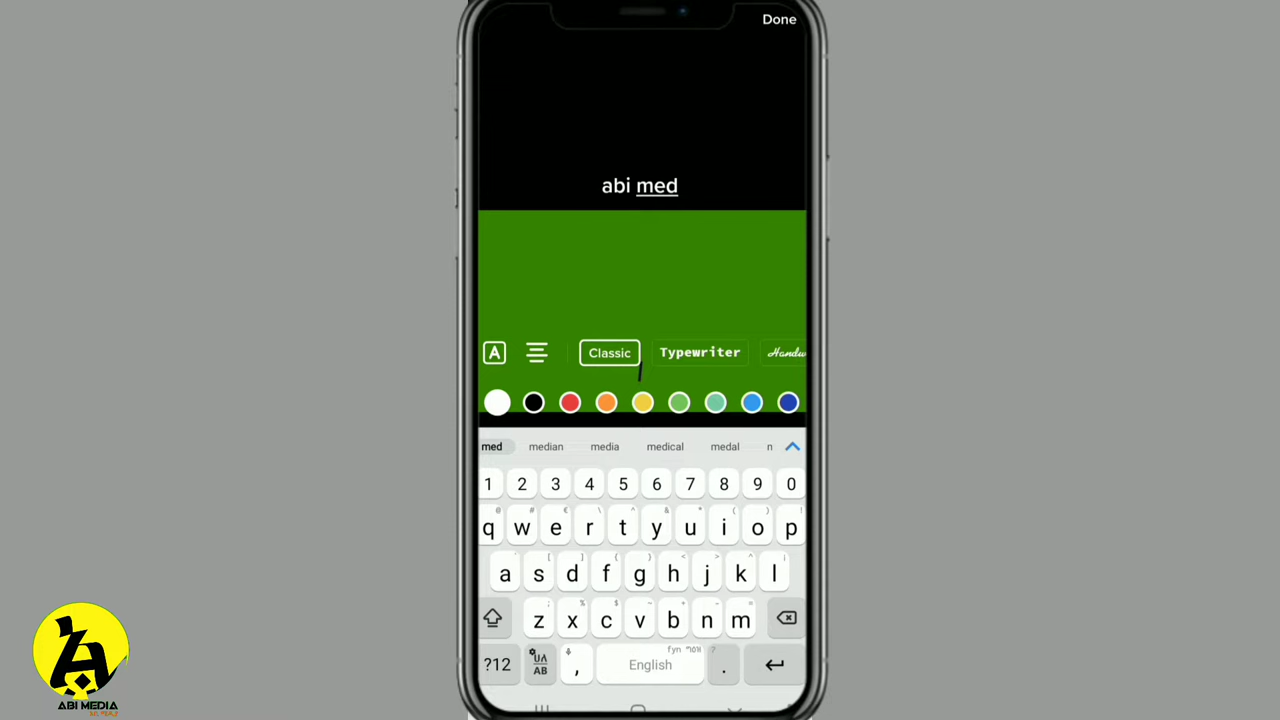 Done
abi med
A
Classic Typewriter Handw
med median media medical medal n
1 2 3 4 5 6 7 8 9 0
q w e r t y u i o p
a s d f g h j k l
z x c v b n m
?12 , English .
ABI MEDIA